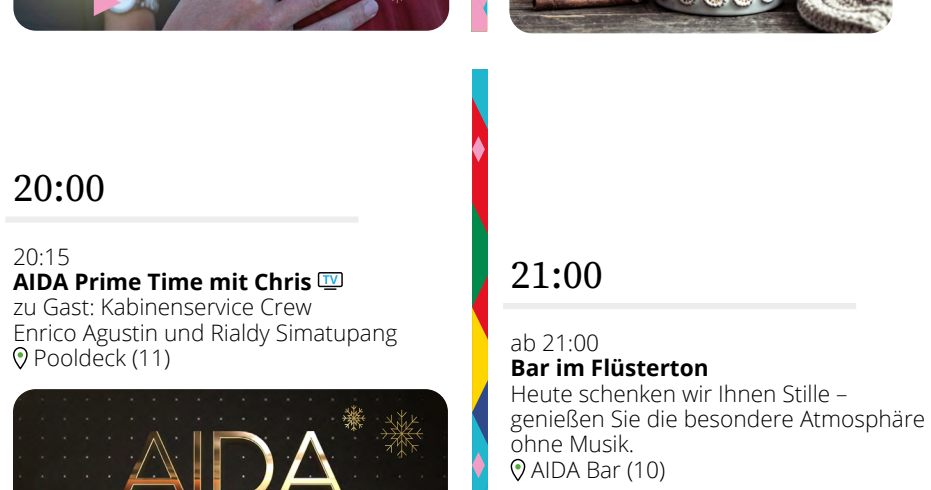 20:00
20:15
AIDA Prime Time mit Chris TV
zu Gast: Kabinenservice Crew
Enrico Agustin und Rialdy Simatupang
Pooldeck (11)
AIDA
21:00
ab 21:00
Bar im Flüsterton
Heute schenken wir Ihnen Stille –
genießen Sie die besondere Atmosphäre
ohne Musik.
AIDA Bar (10)